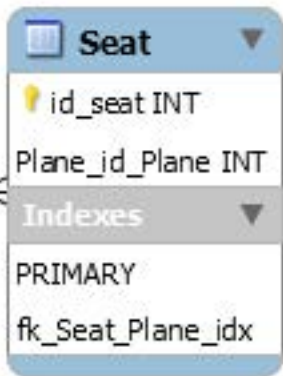 Seat
id_seat INT
Plane_id_Plane INT
Indexes
PRIMARY
fk_Seat_Plane_idx